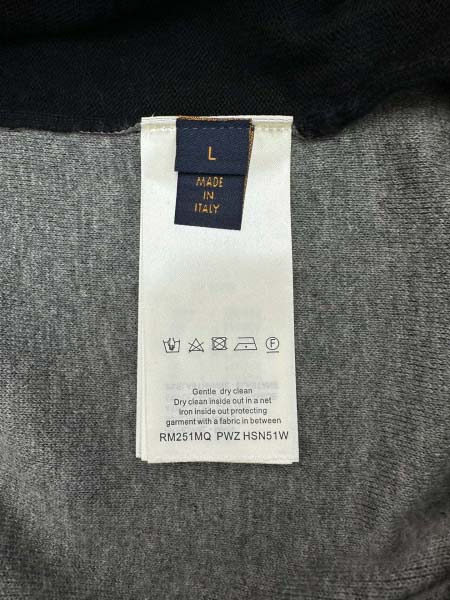 L
MADE
IN
ITALY
F
Gentle dry clean
Dry clean inside out in a net
Iron inside out protecting
garment with a fabric in between
RM251MQ PWZ HSN51W